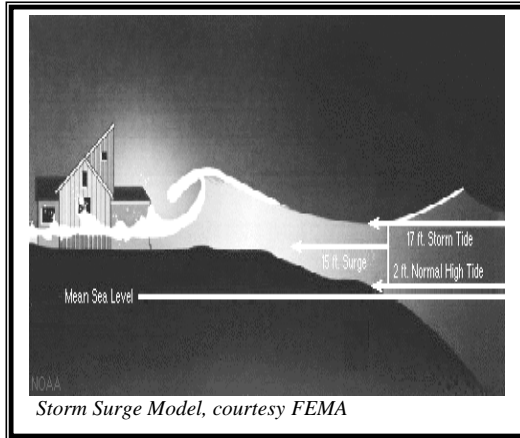 17 ft. Storm Tide
15 ft. Surge
2 ft. Normal High Tide
Mean Sea Level
NOAA
Storm Surge Model, courtesy FEMA